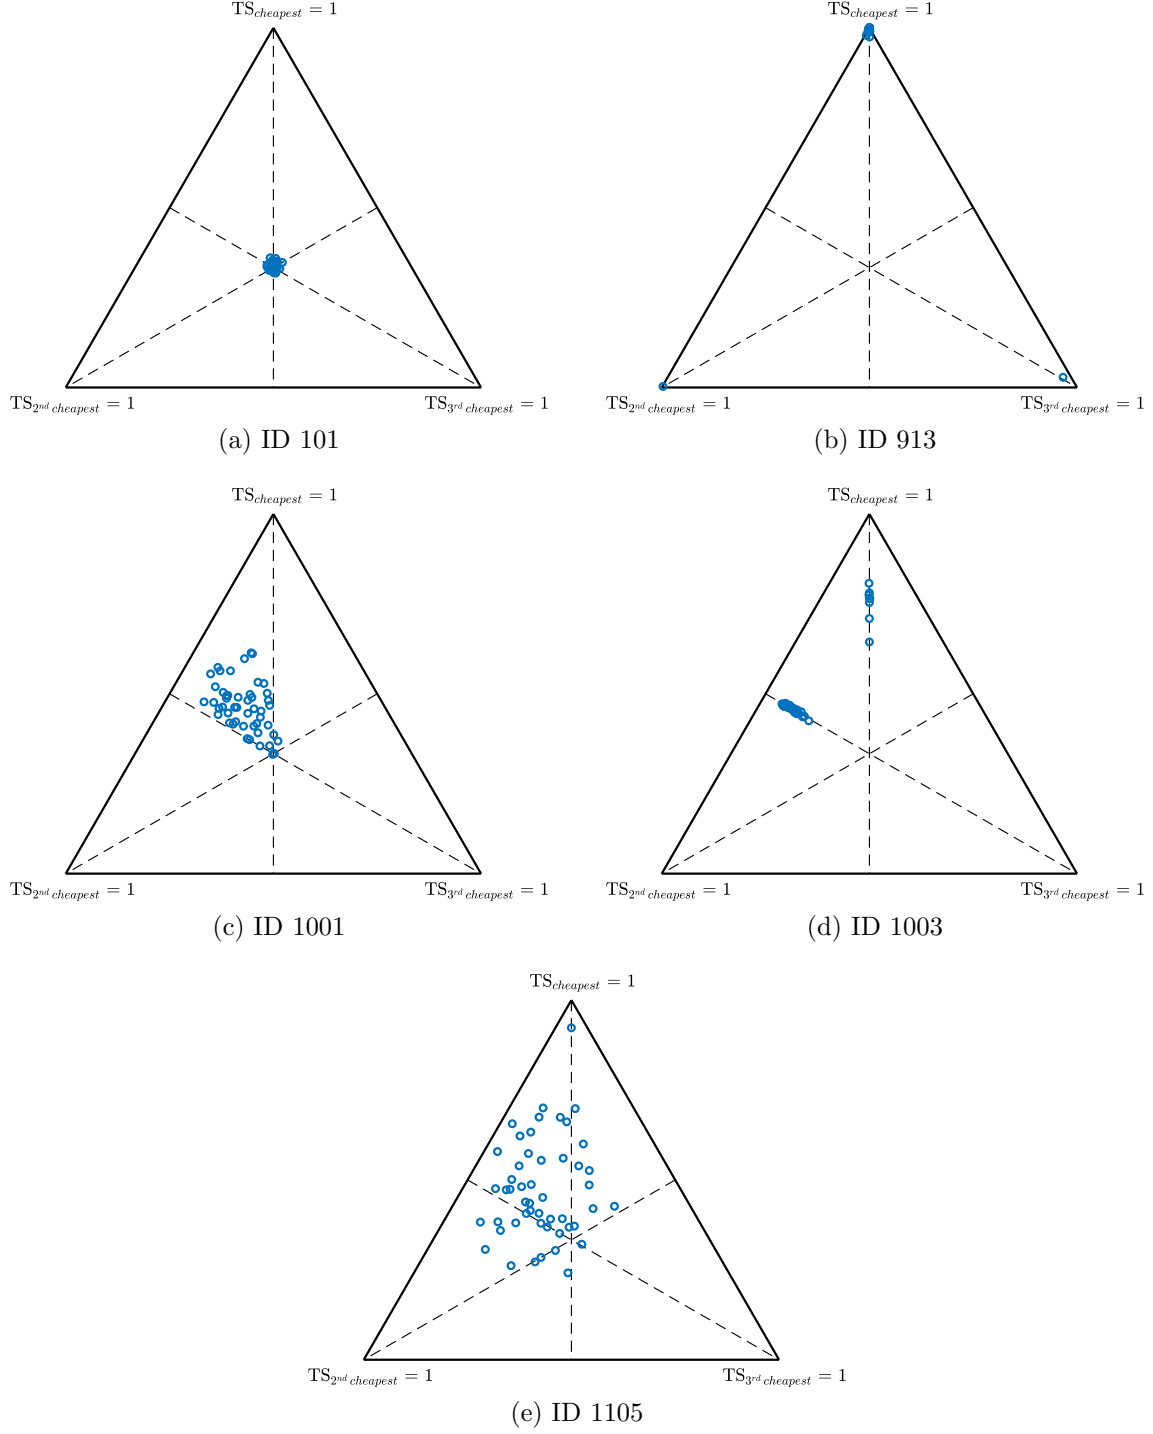 TS_cheapest = 1
TS_cheapest = 1
TS_2nd cheapest = 1
TS_3rd cheapest = 1
TS_2nd cheapest = 1
TS_3rd cheapest = 1
(a) ID 101
(b) ID 913
TS_cheapest = 1
TS_cheapest = 1
TS_2nd cheapest = 1
TS_3rd cheapest = 1
TS_2nd cheapest = 1
TS_3rd cheapest = 1
(c) ID 1001
(d) ID 1003
TS_cheapest = 1
TS_2nd cheapest = 1
TS_3rd cheapest = 1
(e) ID 1105